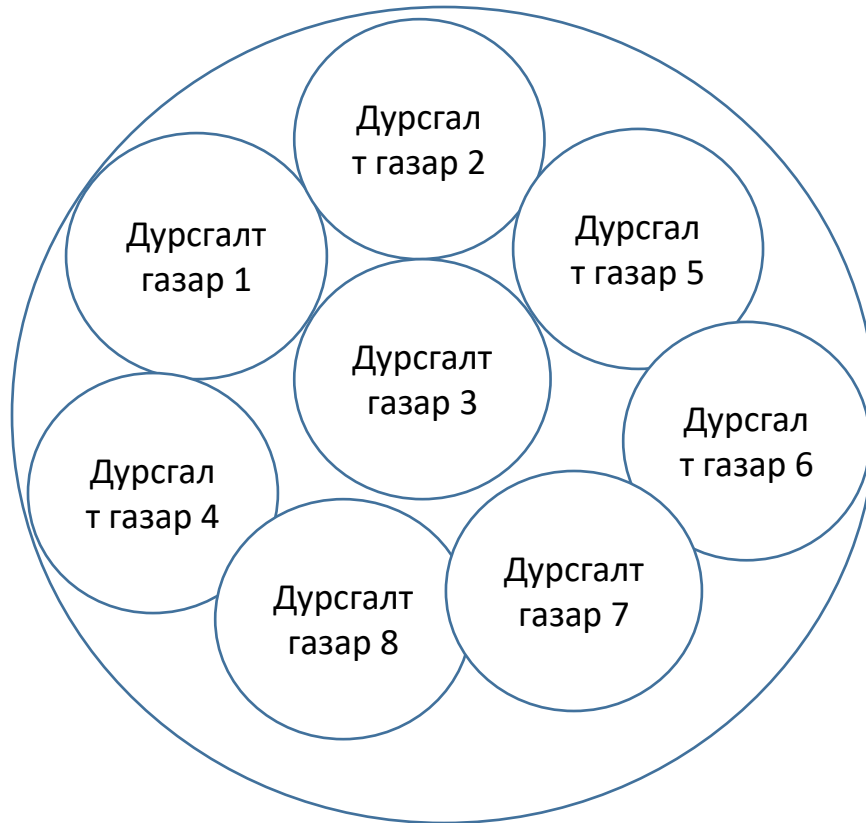 Дурсгал
т газар 2
Дурсгалт
газар 1
Дурсгал
т газар 5
Дурсгалт
газар 3
Дурсгал
т газар 6
Дурсгал
т газар 4
Дурсгалт
газар 7
Дурсгалт
газар 8